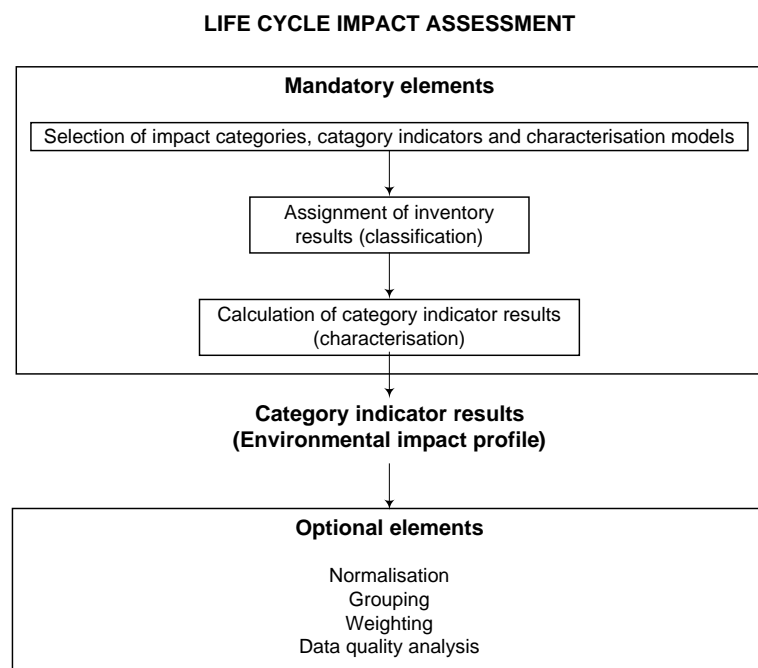 LIFE CYCLE IMPACT ASSESSMENT
Mandatory elements
Selection of impact categories, catagory indicators and characterisation models
Assignment of inventory
results (classification)
Calculation of category indicator results
(characterisation)
Category indicator results
(Environmental impact profile)
Optional elements
Normalisation
Grouping
Weighting
Data quality analysis